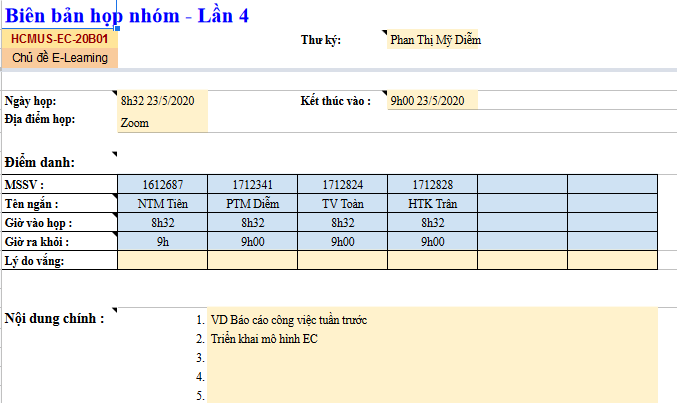 Biên bản họp nhóm - Lần 4
HCMUS-EC-20B01
Thư ký: Phan Thị Mỹ Diễm
Chủ đề E-Learning
Ngày họp: 8h32 23/5/2020 Kết thúc vào : 9h00 23/5/2020
Địa điểm họp: Zoom
Điểm danh:
MSSV : 1612687 1712341 1712824 1712828
Tên ngắn : NTM Tiên PTM Diễm TV Toàn HTK Trân
Giờ vào họp : 8h32 8h32 8h32 8h32
Giờ ra khỏi : 9h 9h00 9h00 9h00
Lý do vắng:
Nội dung chính : 1. VD Báo cáo công việc tuần trước
2. Triển khai mô hình EC
3.
4.
5.